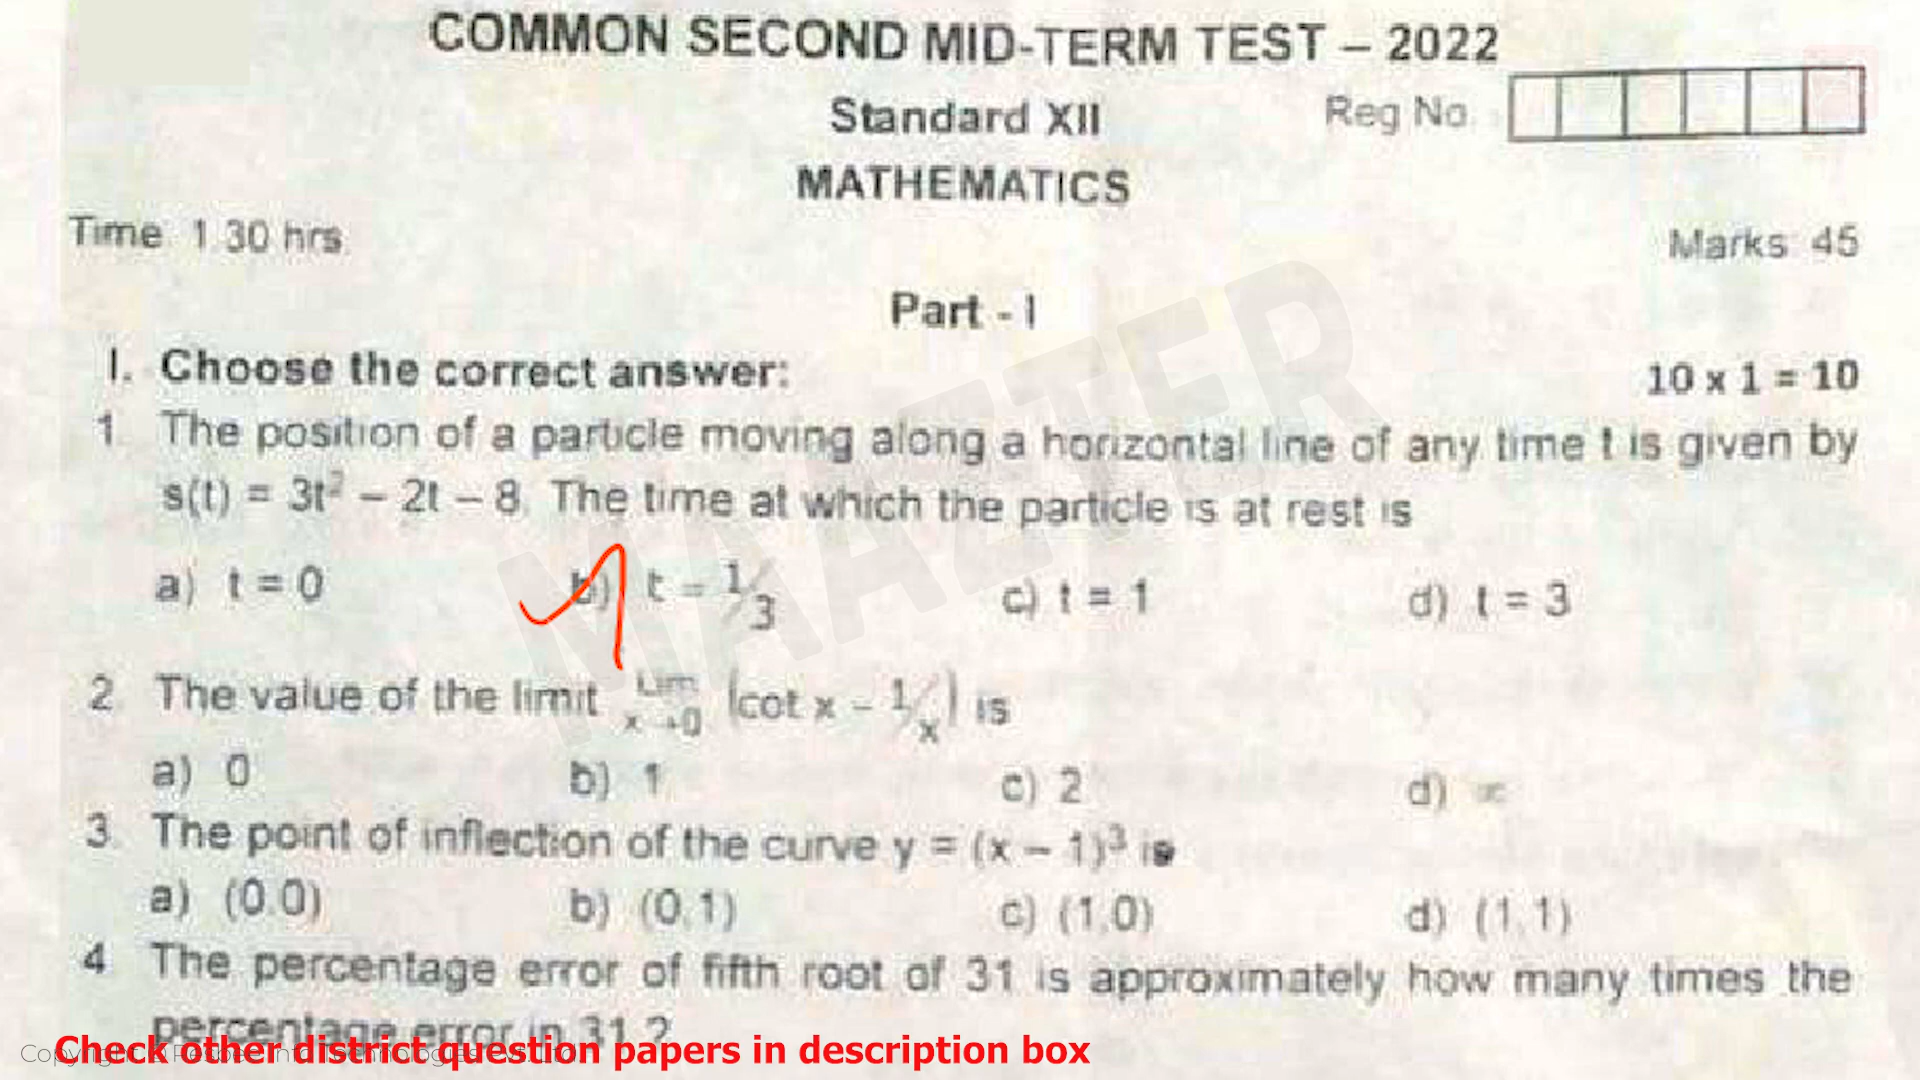 COMMON SECOND MID-TERM TEST – 2022
Standard XII
Reg No.
MATHEMATICS
Time 1 30 hrs
Marks 45
Part - I
I. Choose the correct answer:
10 x 1 = 10
1. The position of a particle moving along a horizontal line of any time t is given by
s(t) = 3t² – 2t – 8. The time at which the particle is at rest is
a) t = 0 b) t = 1/3 c) t = 1 d) t = 3
2. The value of the limit Lim x→0 (cot x – 1/x) is
a) 0 b) 1 c) 2 d) ∞
3. The point of inflection of the curve y = (x – 1)³ is
a) (0,0) b) (0,1) c) (1,0) d) (1,1)
4 The percentage error of fifth root of 31 is approximately how many times the
percentage error in 31 ?
Check other district question papers in description box
MAAZTER